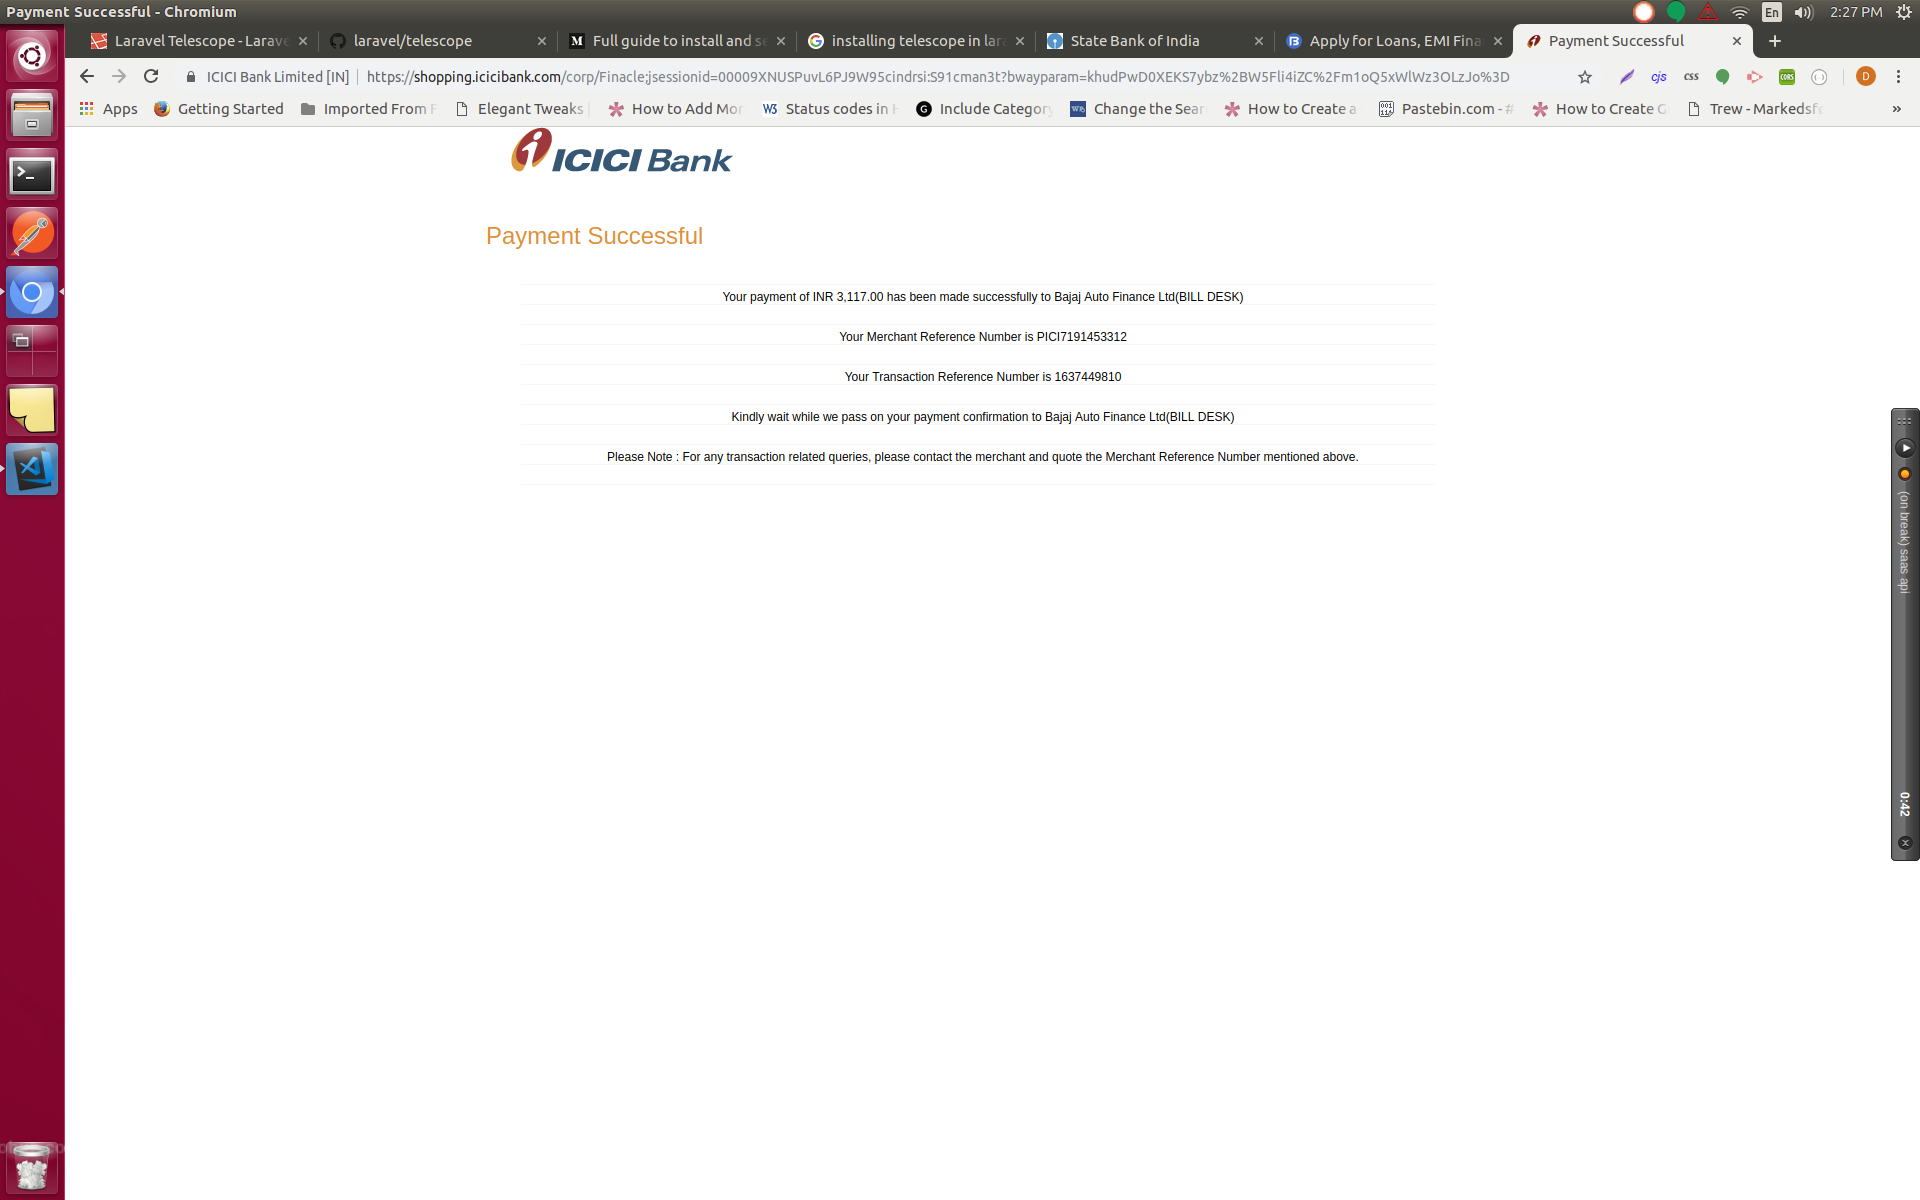 Payment Successful - Chromium
En
2:27 PM
Laravel Telescope - Larave
laravel/telescope
Full guide to install and se
installing telescope in lara
State Bank of India
Apply for Loans, EMI Fina
Payment Successful
ICICI Bank Limited [IN]
https://shopping.icicibank.com/corp/Finacle;jsessionid=00009XNUSPuvL6PJ9W95cindrsi:S91cman3t?bwayparam=khudPwD0XEKS7ybz%2BW5Fli4iZC%2Fm1oQ5xWlWz3OLzJo%3D
cjs
css
CORS
D
Apps
Getting Started
Imported From F
Elegant Tweaks
How to Add Mor
Status codes in H
Include Category
Change the Sear
How to Create a
Pastebin.com - #
How to Create G
Trew - Markedsfe
»
ICICI Bank
Payment Successful
Your payment of INR 3,117.00 has been made successfully to Bajaj Auto Finance Ltd(BILL DESK)
Your Merchant Reference Number is PICI7191453312
Your Transaction Reference Number is 1637449810
Kindly wait while we pass on your payment confirmation to Bajaj Auto Finance Ltd(BILL DESK)
Please Note : For any transaction related queries, please contact the merchant and quote the Merchant Reference Number mentioned above.
(on break) saas api
0:42